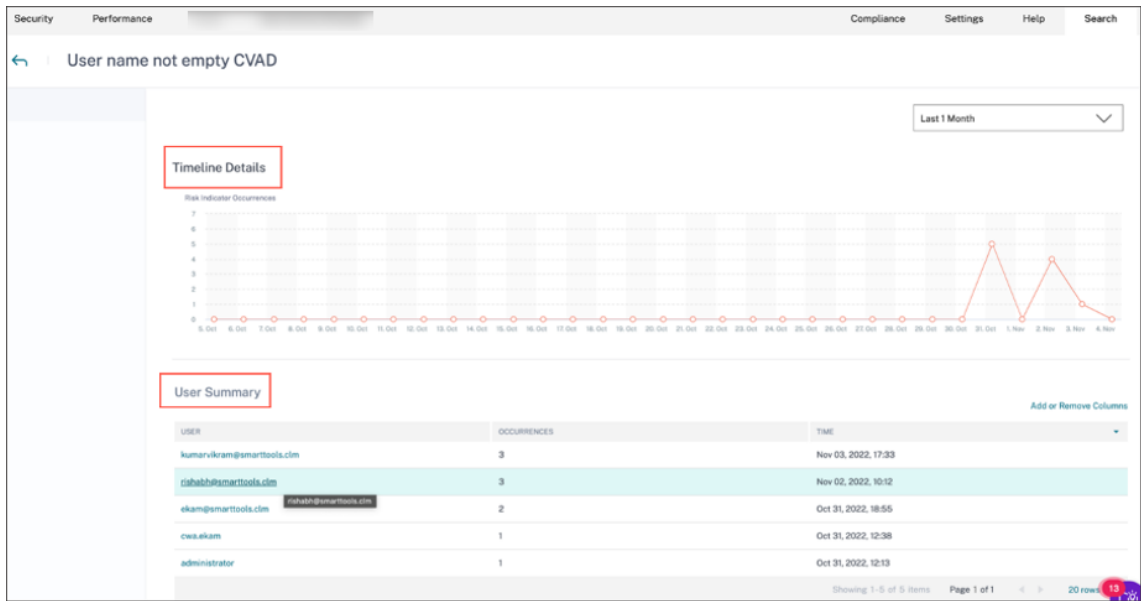 Security Performance Compliance Settings Help Search
User name not empty CVAD
Last 1 Month
Timeline Details
Risk Indicator Occurrences
7
6
5
4
3
2
1
0
5. Oct 6. Oct 7. Oct 8. Oct 9. Oct 10. Oct 11. Oct 12. Oct 13. Oct 14. Oct 15. Oct 16. Oct 17. Oct 18. Oct 19. Oct 20. Oct 21. Oct 22. Oct 23. Oct 24. Oct 25. Oct 26. Oct 27. Oct 28. Oct 29. Oct 30. Oct 31. Oct 1. Nov 2. Nov 3. Nov 4. Nov
User Summary
Add or Remove Columns
USER OCCURRENCES TIME
kumarvikram@smarttools.clm 3 Nov 03, 2022, 17:33
rishabh@smarttools.clm 3 Nov 02, 2022, 10:12
rishabh@smarttools.clm
ekam@smarttools.clm 2 Oct 31, 2022, 18:55
cwa.ekam 1 Oct 31, 2022, 12:38
administrator 1 Oct 31, 2022, 12:13
Showing 1-5 of 5 items Page 1 of 1 20 rows 13